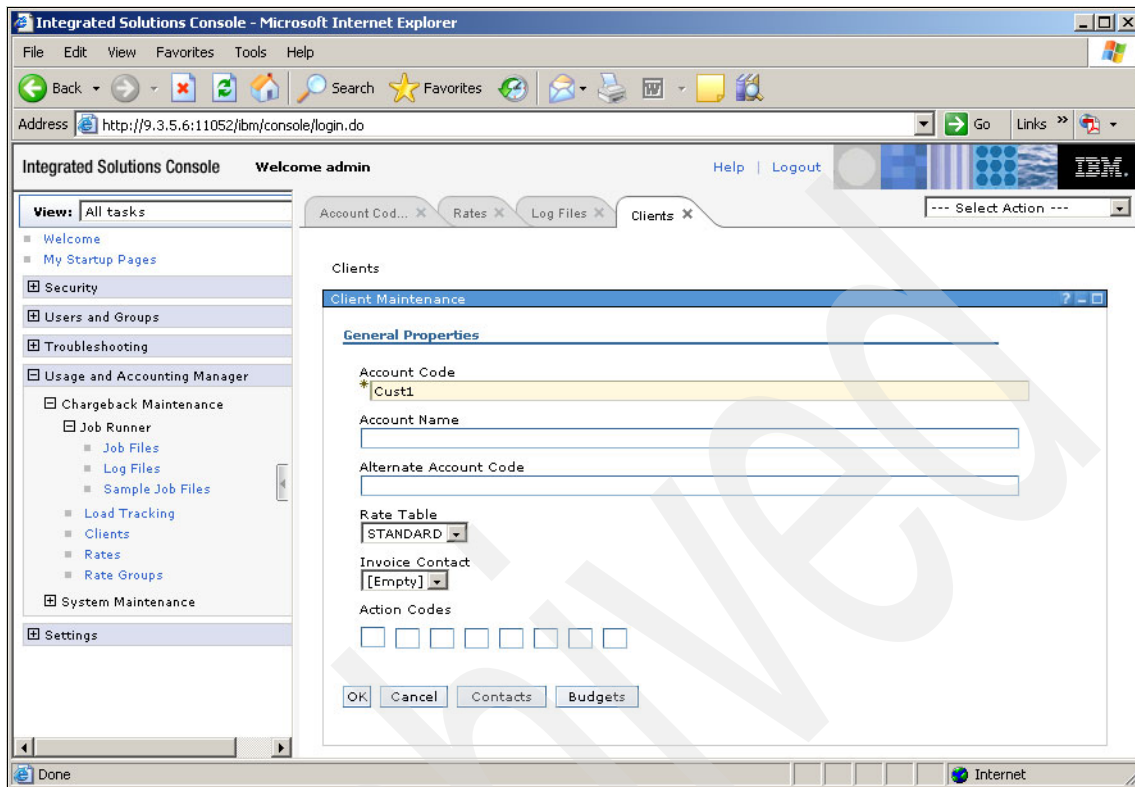 Integrated Solutions Console - Microsoft Internet Explorer
File Edit View Favorites Tools Help
Back Search Favorites
Address http://9.3.5.6:11052/ibm/console/login.do Go Links »
Integrated Solutions Console Welcome admin Help | Logout IBM.
View: All tasks
Account Cod... Rates Log Files Clients --- Select Action ---
Welcome
My Startup Pages
Security
Users and Groups
Troubleshooting
Usage and Accounting Manager
Chargeback Maintenance
Job Runner
Job Files
Log Files
Sample Job Files
Load Tracking
Clients
Rates
Rate Groups
System Maintenance
Settings
Clients
Client Maintenance ?
General Properties
Account Code
* Cust1
Account Name
Alternate Account Code
Rate Table
STANDARD
Invoice Contact
[Empty]
Action Codes
OK Cancel Contacts Budgets
Done Internet
hived